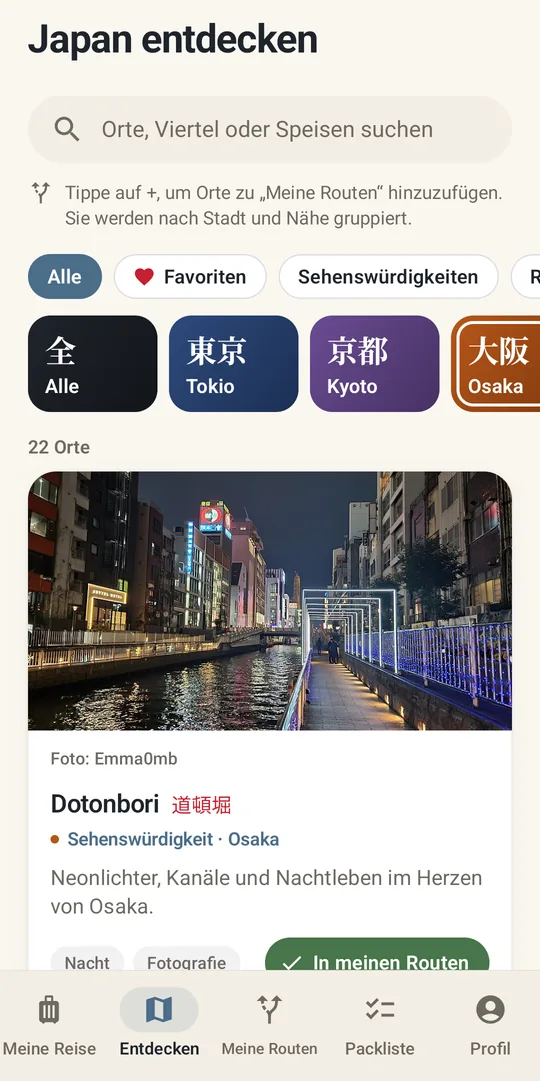 Japan entdecken
Orte, Viertel oder Speisen suchen
Tippe auf +, um Orte zu „Meine Routen“ hinzuzufügen.
Sie werden nach Stadt und Nähe gruppiert.
Alle
Favoriten
Sehenswürdigkeiten
R
全
Alle
東京
Tokio
京都
Kyoto
大阪
Osaka
22 Orte
Foto: Emma0mb
Dotonbori 道頓堀
Sehenswürdigkeit · Osaka
Neonlichter, Kanäle und Nachtleben im Herzen
von Osaka.
Nacht
Fotografie
In meinen Routen
Meine Reise
Entdecken
Meine Routen
Packliste
Profil